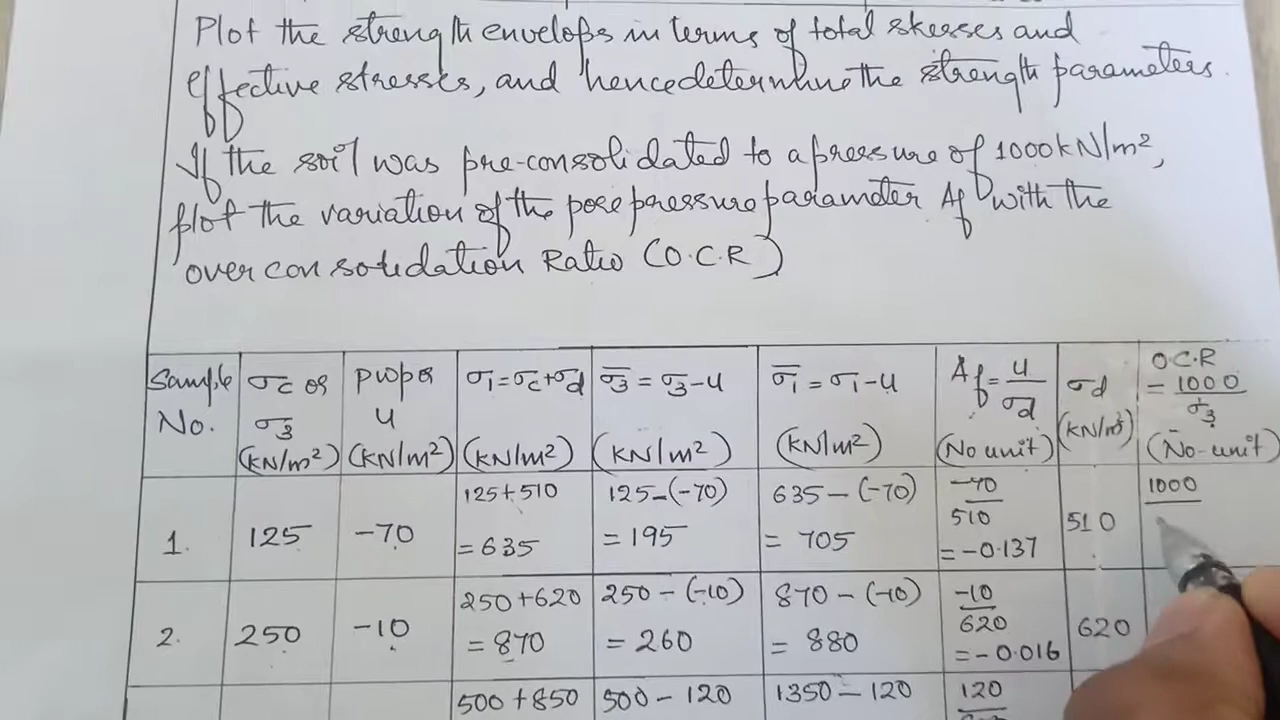 Plot the strength envelops in terms of total stresses and
effective stresses, and hence determine the strength parameters.
If the soil was pre-consolidated to a pressure of 1000 kN/m²,
plot the variation of the pore pressure parameter Af with the
over consolidation Ratio (O.C.R)
Sample No. σc or σ3 (kN/m²) pwp or u (kN/m²) σ1 = σc + σd (kN/m²) σ̄3 = σ3 - u (kN/m²) σ̄1 = σ1 - u (kN/m²) Af = u/σd (No unit) σd (kN/m²) O.C.R = 1000/σ3 (No-unit)
1. 125 -70 125+510 = 635 125-(-70) = 195 635-(-70) = 705 -70/510 = -0.137 510 1000
2. 250 -10 250+620 = 870 250-(-10) = 260 870-(-10) = 880 -10/620 = -0.016 620
500+850 500-120 1350-120 120